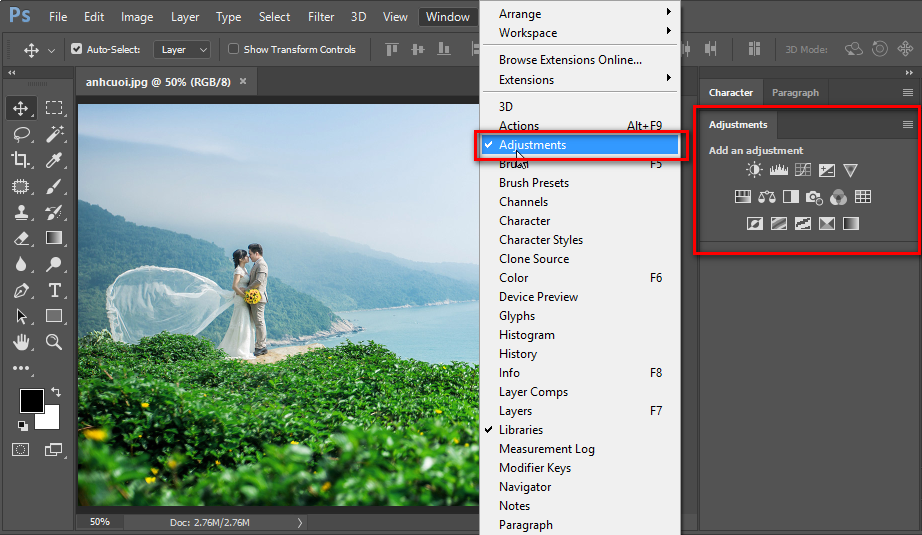 Ps File Edit Image Layer Type Select Filter 3D View Window
Auto-Select: Layer Show Transform Controls 3D Mode:
anhcuoi.jpg @ 50% (RGB/8) ×
Arrange
Workspace
Browse Extensions Online...
Extensions
3D
Actions Alt+F9
Adjustments
Brush F5
Brush Presets
Channels
Character
Character Styles
Clone Source
Color F6
Device Preview
Glyphs
Histogram
History
Info F8
Layer Comps
Layers F7
Libraries
Measurement Log
Modifier Keys
Navigator
Notes
Paragraph
Character Paragraph
Adjustments
Add an adjustment
50% Doc: 2.76M/2.76M